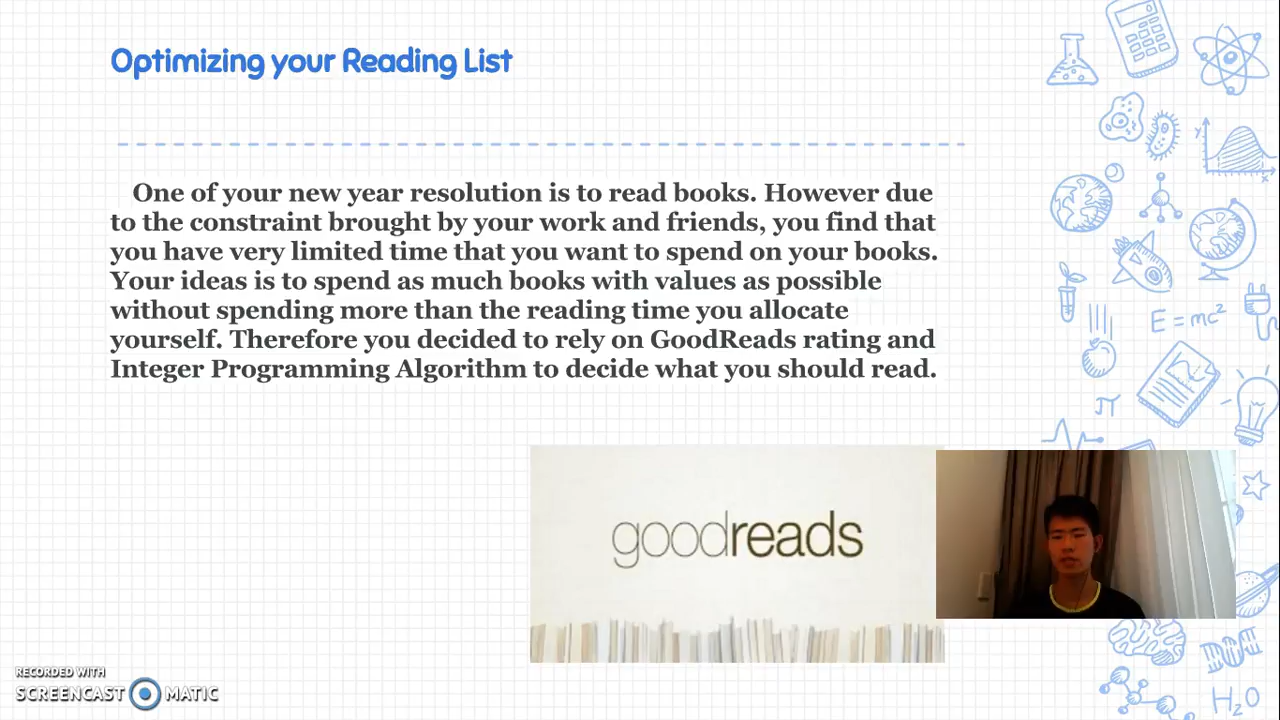 Optimizing your Reading List
One of your new year resolution is to read books. However due
to the constraint brought by your work and friends, you find that
you have very limited time that you want to spend on your books.
Your ideas is to spend as much books with values as possible
without spending more than the reading time you allocate
yourself. Therefore you decided to rely on GoodReads rating and
Integer Programming Algorithm to decide what you should read.
goodreads
y
x
E=mc²
π
H₂O
RECORDED WITH
SCREENCAST MATIC